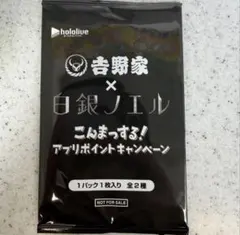 hololive
吉野家
×
白銀ノエル
こんまっする!
アプリポイントキャンペーン
1パック1枚入り 全2種
NOT FOR SALE